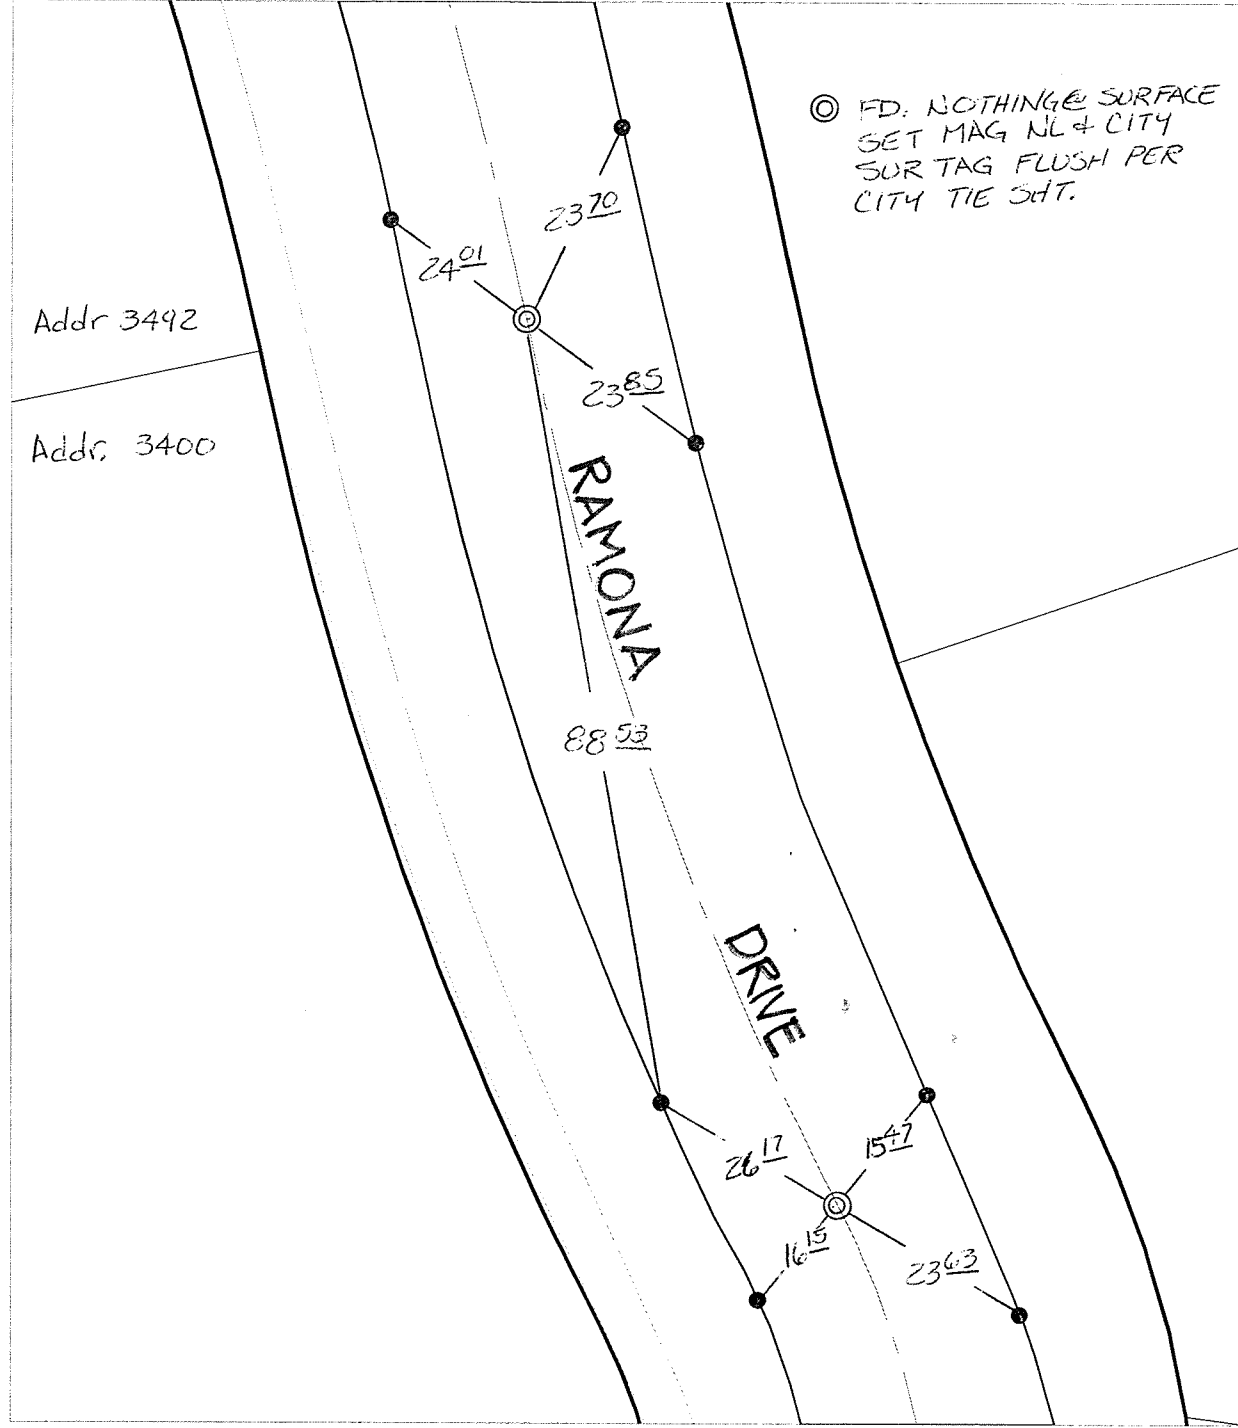 FD. NOTHING @ SURFACE
SET MAG NL & CITY
SUR TAG FLUSH PER
CITY TIE SHT.
23 70
24 01
Addr 3492
23 85
Addr. 3400
RAMONA
88 53
DRIVE
26 17
15 47
16 15
23 63